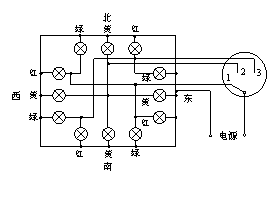 北
绿 黄 红
红 绿
西 黄 黄 东
绿 红
红 黄 绿
南
1 2 3
电源